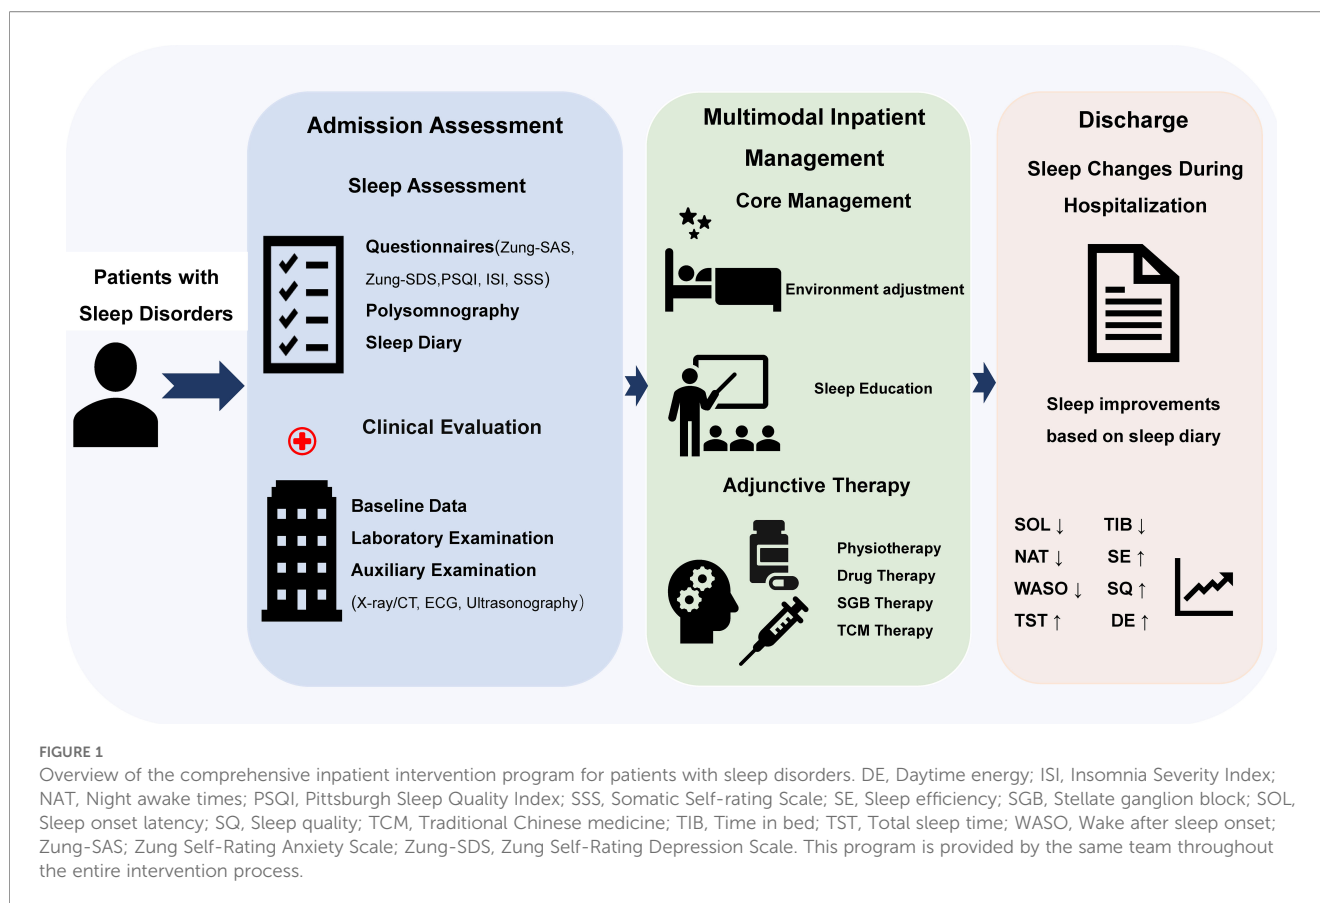 Patients with
Sleep Disorders
Admission Assessment
Sleep Assessment
Questionnaires(Zung-SAS,
Zung-SDS,PSQI, ISI, SSS)
Polysomnography
Sleep Diary
Clinical Evaluation
Baseline Data
Laboratory Examination
Auxiliary Examination
(X-ray/CT, ECG, Ultrasonography)
Multimodal Inpatient
Management
Core Management
Environment adjustment
Sleep Education
Adjunctive Therapy
Physiotherapy
Drug Therapy
SGB Therapy
TCM Therapy
Discharge
Sleep Changes During
Hospitalization
Sleep improvements
based on sleep diary
SOL ↓ TIB ↓
NAT ↓ SE ↑
WASO ↓ SQ ↑
TST ↑ DE ↑
FIGURE 1
Overview of the comprehensive inpatient intervention program for patients with sleep disorders. DE, Daytime energy; ISI, Insomnia Severity Index;
NAT, Night awake times; PSQI, Pittsburgh Sleep Quality Index; SSS, Somatic Self-rating Scale; SE, Sleep efficiency; SGB, Stellate ganglion block; SOL,
Sleep onset latency; SQ, Sleep quality; TCM, Traditional Chinese medicine; TIB, Time in bed; TST, Total sleep time; WASO, Wake after sleep onset;
Zung-SAS; Zung Self-Rating Anxiety Scale; Zung-SDS, Zung Self-Rating Depression Scale. This program is provided by the same team throughout
the entire intervention process.